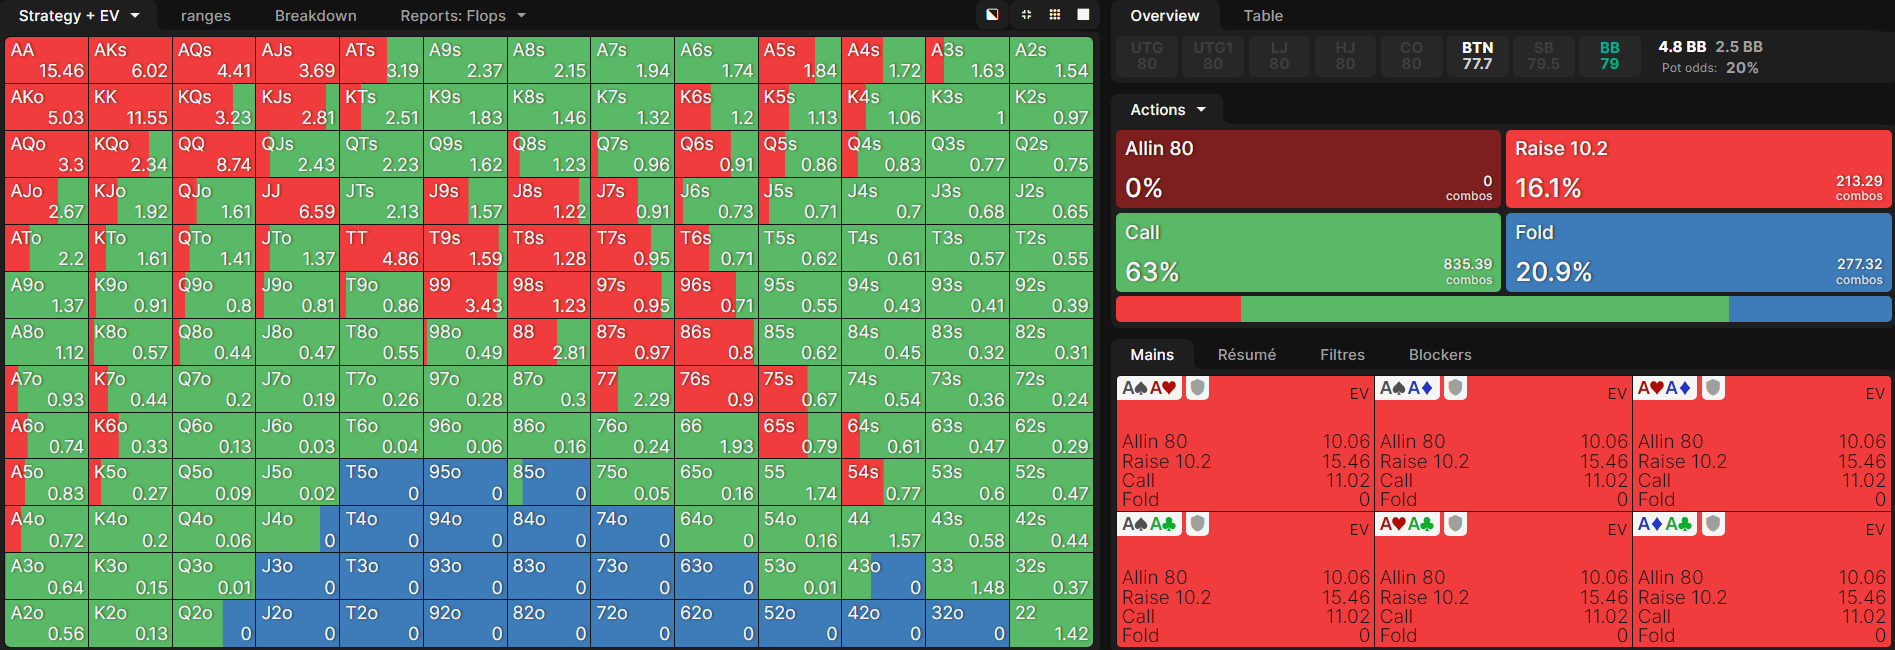 Strategy + EV ranges Breakdown Reports: Flops
AA AKs AQs AJs ATs A9s A8s A7s A6s A5s A4s A3s A2s
15.46 6.02 4.41 3.69 3.19 2.37 2.15 1.94 1.74 1.84 1.72 1.63 1.54
AKo KK KQs KJs KTs K9s K8s K7s K6s K5s K4s K3s K2s
5.03 11.55 3.23 2.81 2.51 1.83 1.46 1.32 1.2 1.13 1.06 1 0.97
AQo KQo QQ QJs QTs Q9s Q8s Q7s Q6s Q5s Q4s Q3s Q2s
3.3 2.34 8.74 2.43 2.23 1.62 1.23 0.96 0.91 0.86 0.83 0.77 0.75
AJo KJo QJo JJ JTs J9s J8s J7s J6s J5s J4s J3s J2s
2.67 1.92 1.61 6.59 2.13 1.57 1.22 0.91 0.73 0.71 0.7 0.68 0.65
ATo KTo QTo JTo TT T9s T8s T7s T6s T5s T4s T3s T2s
2.2 1.61 1.41 1.37 4.86 1.59 1.28 0.95 0.71 0.62 0.61 0.57 0.55
A9o K9o Q9o J9o T9o 99 98s 97s 96s 95s 94s 93s 92s
1.37 0.91 0.8 0.81 0.86 3.43 1.23 0.95 0.71 0.55 0.43 0.41 0.39
A8o K8o Q8o J8o T8o 98o 88 87s 86s 85s 84s 83s 82s
1.12 0.57 0.44 0.47 0.55 0.49 2.81 0.97 0.8 0.62 0.45 0.32 0.31
A7o K7o Q7o J7o T7o 97o 87o 77 76s 75s 74s 73s 72s
0.93 0.44 0.2 0.19 0.26 0.28 0.3 2.29 0.9 0.67 0.54 0.36 0.24
A6o K6o Q6o J6o T6o 96o 86o 76o 66 65s 64s 63s 62s
0.74 0.33 0.13 0.03 0.04 0.06 0.16 0.24 1.93 0.79 0.61 0.47 0.29
A5o K5o Q5o J5o T5o 95o 85o 75o 65o 55 54s 53s 52s
0.83 0.27 0.09 0.02 0 0 0 0.05 0.16 1.74 0.77 0.6 0.47
A4o K4o Q4o J4o T4o 94o 84o 74o 64o 54o 44 43s 42s
0.72 0.2 0.06 0 0 0 0 0 0 0.16 1.57 0.58 0.44
A3o K3o Q3o J3o T3o 93o 83o 73o 63o 53o 43o 33 32s
0.64 0.15 0.01 0 0 0 0 0 0 0.01 0 1.48 0.37
A2o K2o Q2o J2o T2o 92o 82o 72o 62o 52o 42o 32o 22
0.56 0.13 0 0 0 0 0 0 0 0 0 0 1.42
Overview Table
UTG UTG1 LJ HJ CO BTN SB BB 4.8 BB 2.5 BB
80 80 80 80 80 77.7 79.5 79 Pot odds: 20%
Actions
Allin 80 Raise 10.2
0% 0 combos 16.1% 213.29 combos
Call Fold
63% 835.39 combos 20.9% 277.32 combos
Mains Résumé Filtres Blockers
A♠A♥ EV A♠A♦ EV A♥A♦ EV
Allin 80 10.06 Allin 80 10.06 Allin 80 10.06
Raise 10.2 15.46 Raise 10.2 15.46 Raise 10.2 15.46
Call 11.02 Call 11.02 Call 11.02
Fold 0 Fold 0 Fold 0
A♠A♣ EV A♥A♣ EV A♦A♣ EV
Allin 80 10.06 Allin 80 10.06 Allin 80 10.06
Raise 10.2 15.46 Raise 10.2 15.46 Raise 10.2 15.46
Call 11.02 Call 11.02 Call 11.02
Fold 0 Fold 0 Fold 0